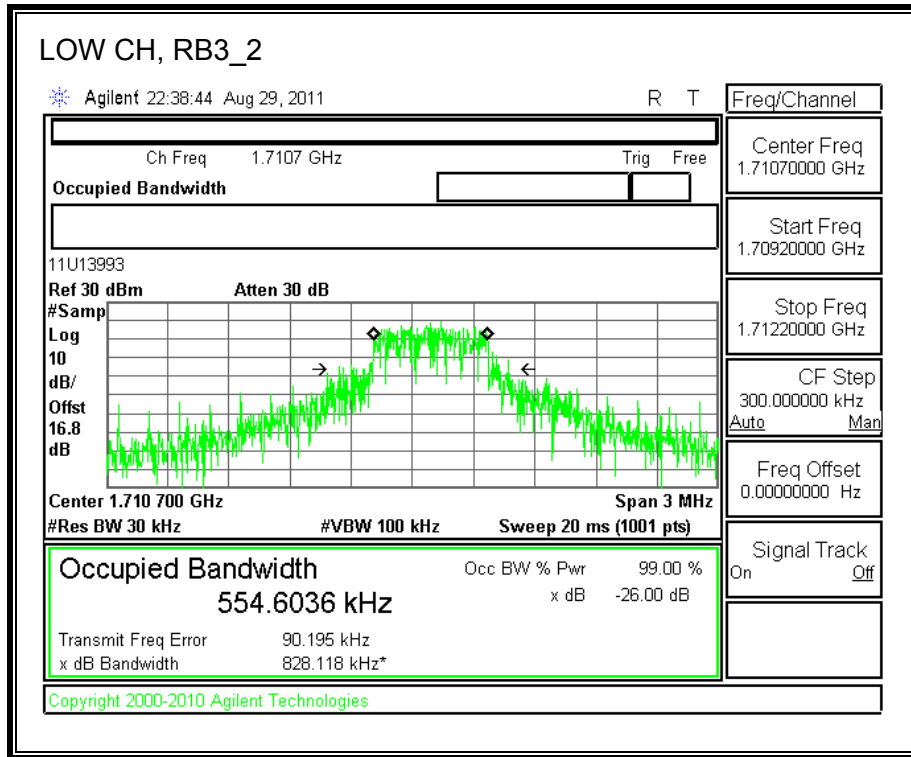 LOW CH, RB3_2
Agilent 22:38:44 Aug 29, 2011 R T
Ch Freq 1.7107 GHz Trig Free
Occupied Bandwidth
11U13993
Ref 30 dBm Atten 30 dB
#Samp
Log
10
dB/
Offst
16.8
dB
Center 1.710 700 GHz Span 3 MHz
#Res BW 30 kHz #VBW 100 kHz Sweep 20 ms (1001 pts)
Occupied Bandwidth
554.6036 kHz
Occ BW % Pwr 99.00 %
x dB -26.00 dB
Transmit Freq Error 90.195 kHz
x dB Bandwidth 828.118 kHz*
Copyright 2000-2010 Agilent Technologies
Freq/Channel
Center Freq
1.71070000 GHz
Start Freq
1.70920000 GHz
Stop Freq
1.71220000 GHz
CF Step
300.000000 kHz
Auto Man
Freq Offset
0.00000000 Hz
Signal Track
On Off